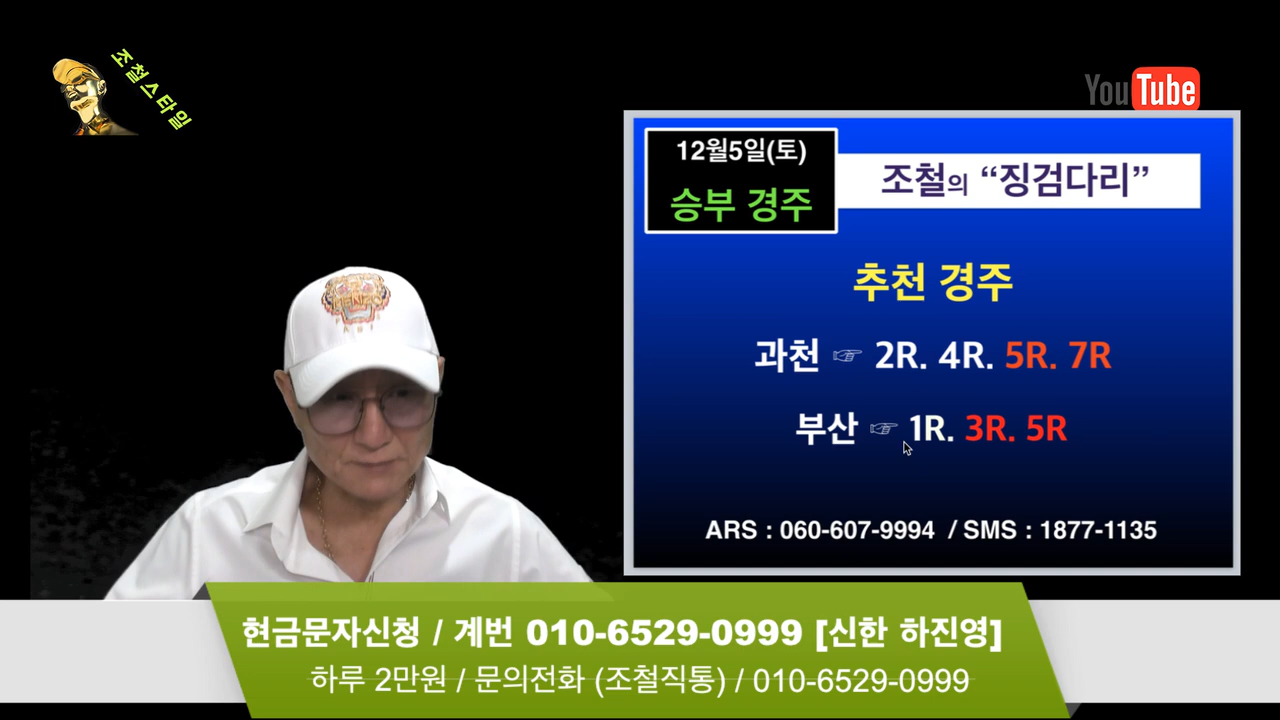 조철스타일
YouTube
12월5일(토)
승부 경주
조철의 “징검다리”
추천 경주
과천 ☞ 2R. 4R. 5R. 7R
부산 ☞ 1R. 3R. 5R
ARS : 060-607-9994 / SMS : 1877-1135
KENZO
현금문자신청 / 계번 010-6529-0999 [신한 하진영]
하루 2만원 / 문의전화 (조철직통) / 010-6529-0999